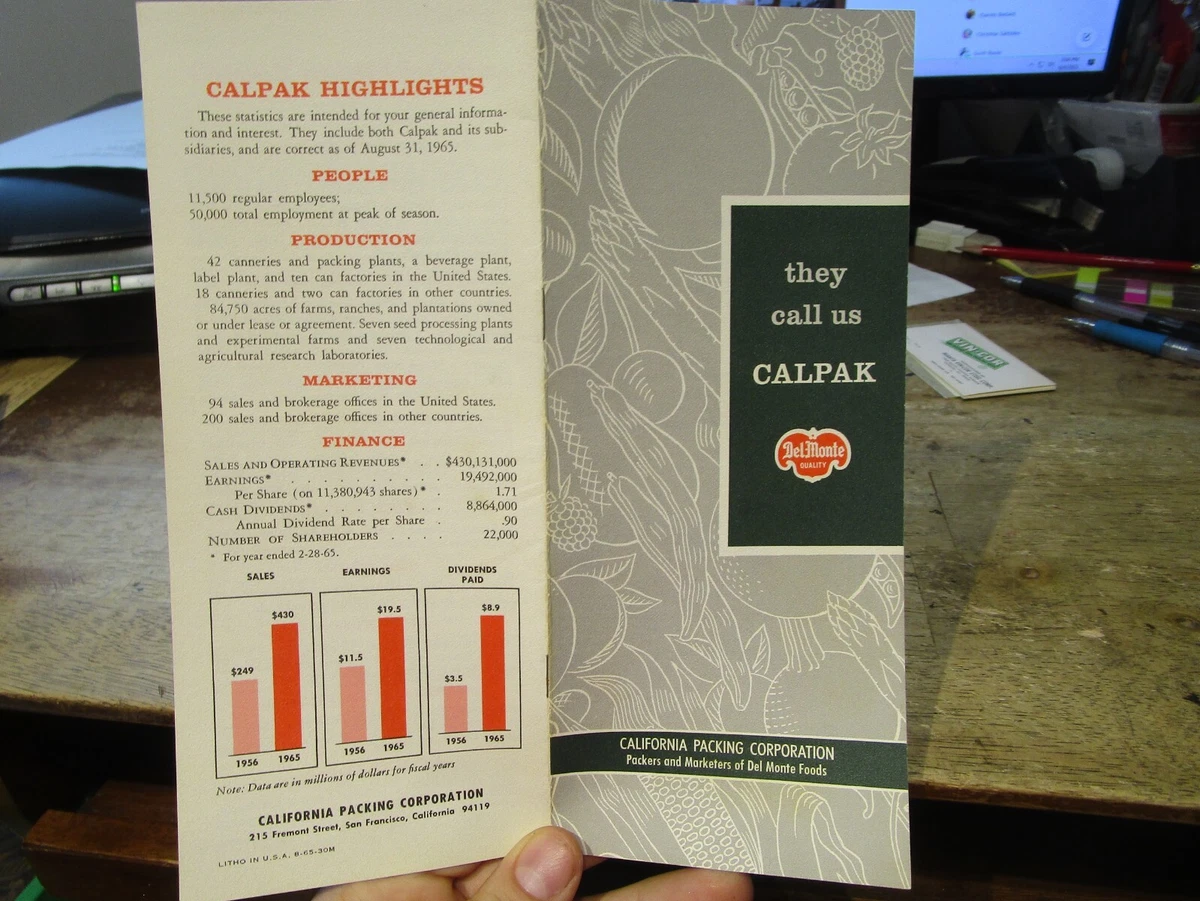 CALPAK HIGHLIGHTS
These statistics are intended for your general informa-
tion and interest. They include both Calpak and its sub-
sidiaries, and are correct as of August 31, 1965.
PEOPLE
11,500 regular employees;
50,000 total employment at peak of season.
PRODUCTION
42 canneries and packing plants, a beverage plant,
label plant, and ten can factories in the United States.
18 canneries and two can factories in other countries.
84,750 acres of farms, ranches, and plantations owned
or under lease or agreement. Seven seed processing plants
and experimental farms and seven technological and
agricultural research laboratories.
MARKETING
94 sales and brokerage offices in the United States.
200 sales and brokerage offices in other countries.
FINANCE
SALES AND OPERATING REVENUES* . . $430,131,000
EARNINGS* . . . . . . . . . . 19,492,000
Per Share (on 11,380,943 shares)* . 1.71
CASH DIVIDENDS* . . . . . . . . 8,864,000
Annual Dividend Rate per Share . .90
NUMBER OF SHAREHOLDERS . . . . 22,000
* For year ended 2-28-65.
SALES EARNINGS DIVIDENDS
PAID
$430 $19.5 $8.9
$249 $11.5 $3.5
1956 1965 1956 1965 1956 1965
Note: Data are in millions of dollars for fiscal years
CALIFORNIA PACKING CORPORATION
215 Fremont Street, San Francisco, California 94119
LITHO IN U.S.A. 8-65-30M
they
call us
CALPAK
Del Monte
QUALITY
CALIFORNIA PACKING CORPORATION
Packers and Marketers of Del Monte Foods